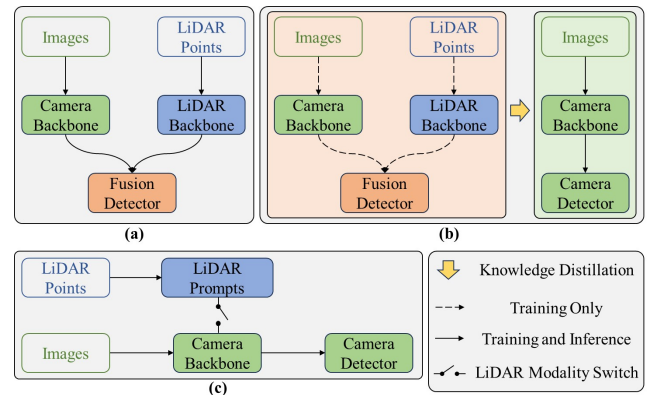 Images
LiDAR
Points
Camera
Backbone
LiDAR
Backbone
Fusion
Detector
(a)
Images
LiDAR
Points
Camera
Backbone
LiDAR
Backbone
Fusion
Detector
Images
Camera
Backbone
Camera
Detector
(b)
LiDAR
Points
LiDAR
Prompts
Images
Camera
Backbone
Camera
Detector
(c)
Knowledge Distillation
Training Only
Training and Inference
LiDAR Modality Switch